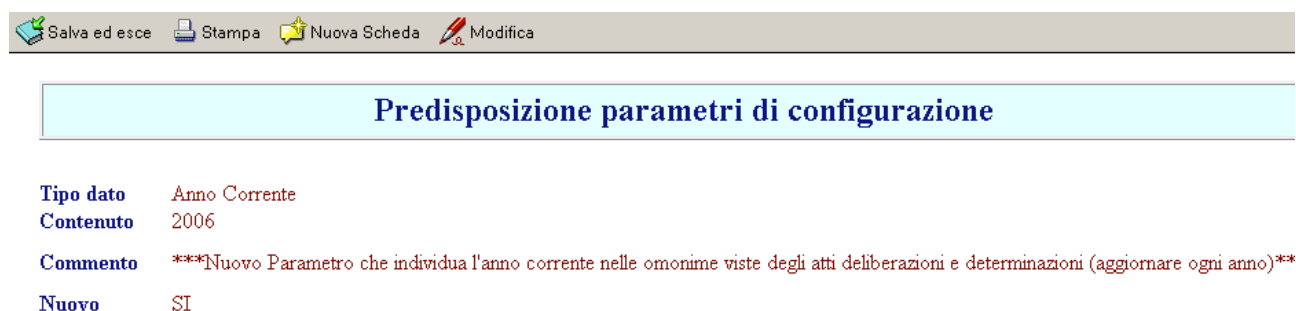 Salva ed esce Stampa Nuova Scheda Modifica
Predisposizione parametri di configurazione
Tipo dato Anno Corrente
Contenuto 2006
Commento ***Nuovo Parametro che individua l'anno corrente nelle omonime viste degli atti deliberazioni e determinazioni (aggiornare ogni anno)**
Nuovo SI